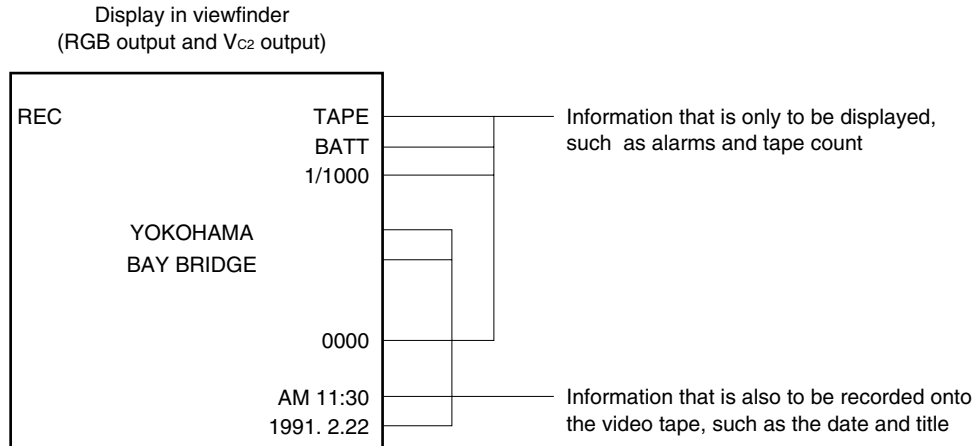 Display in viewfinder
(RGB output and VC2 output)
REC
TAPE
BATT
1/1000
YOKOHAMA
BAY BRIDGE
0000
AM 11:30
1991. 2.22
Information that is only to be displayed,
such as alarms and tape count
Information that is also to be recorded onto
the video tape, such as the date and title